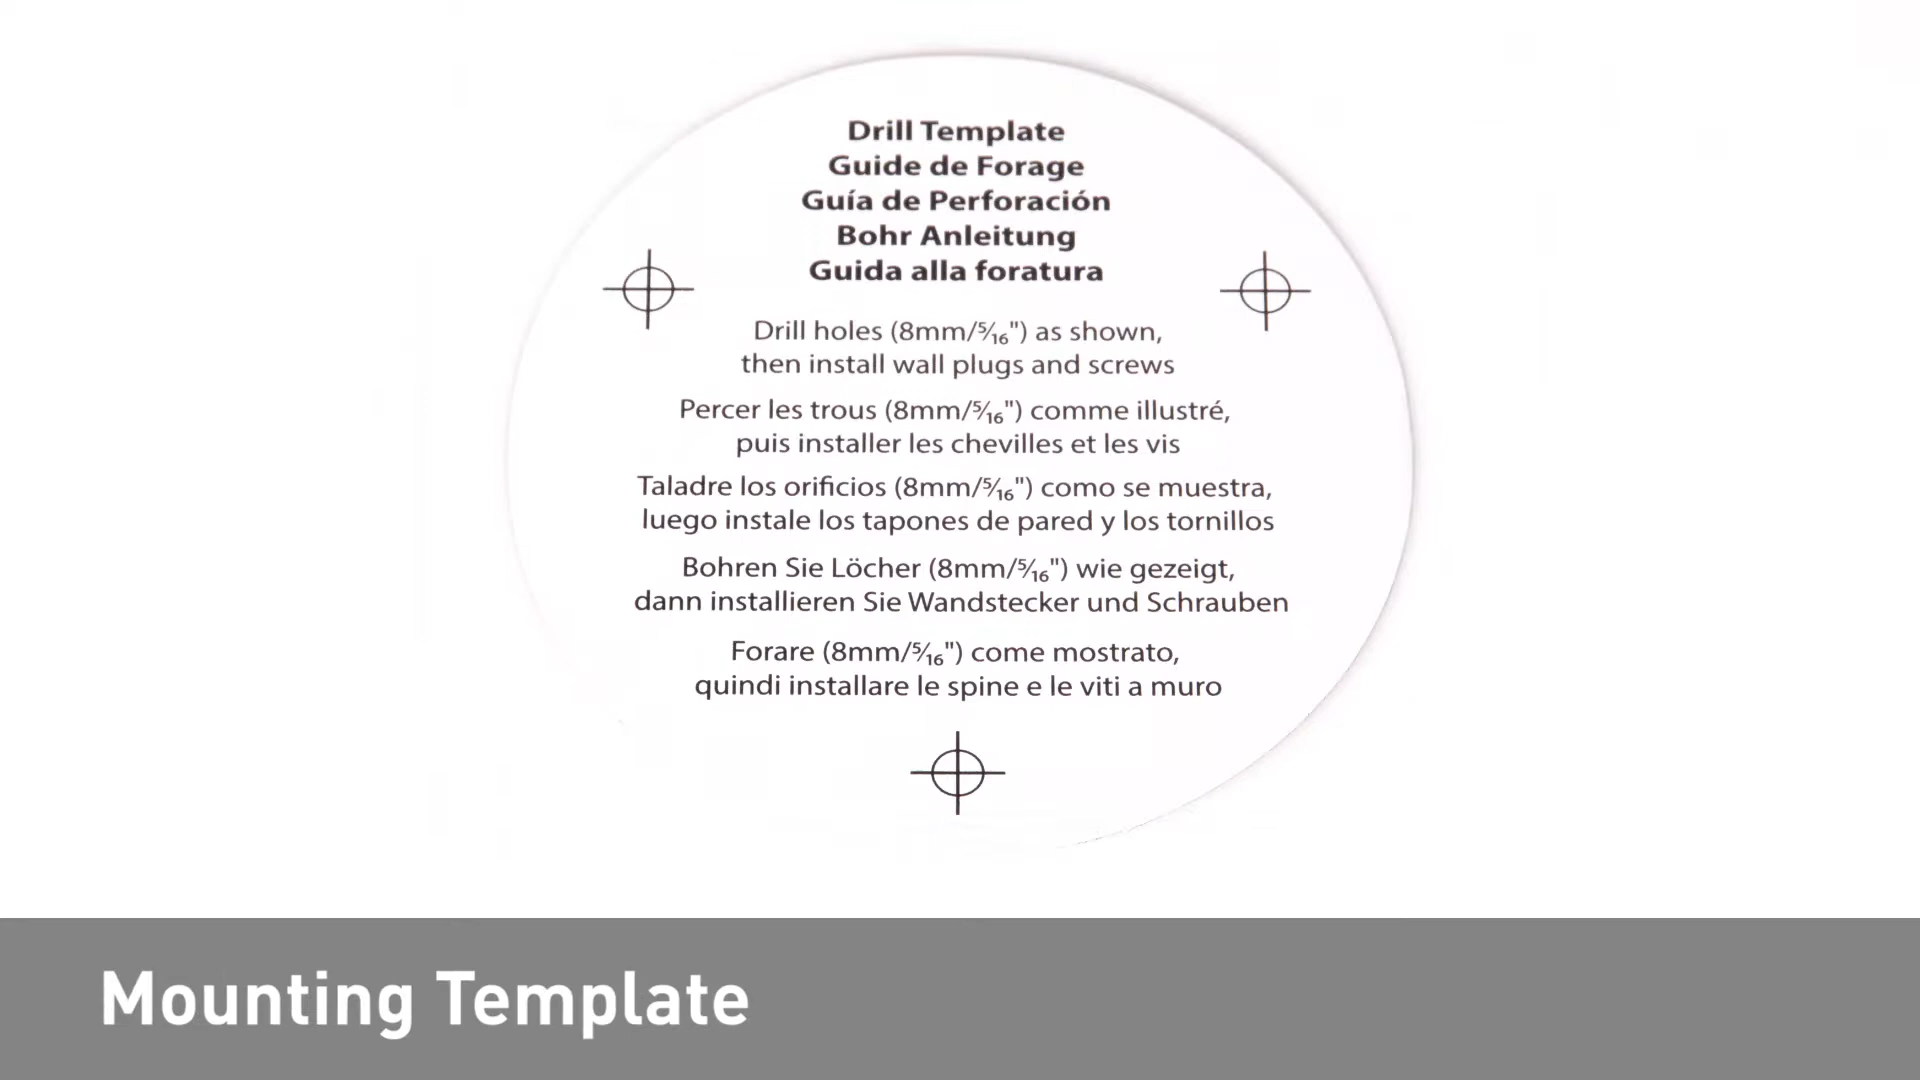 Drill Template
Guide de Forage
Guía de Perforación
Bohr Anleitung
Guida alla foratura
Drill holes (8mm/⁵⁄₁₆") as shown,
then install wall plugs and screws
Percer les trous (8mm/⁵⁄₁₆") comme illustré,
puis installer les chevilles et les vis
Taladre los orificios (8mm/⁵⁄₁₆") como se muestra,
luego instale los tapones de pared y los tornillos
Bohren Sie Löcher (8mm/⁵⁄₁₆") wie gezeigt,
dann installieren Sie Wandstecker und Schrauben
Forare (8mm/⁵⁄₁₆") come mostrato,
quindi installare le spine e le viti a muro
Mounting Template